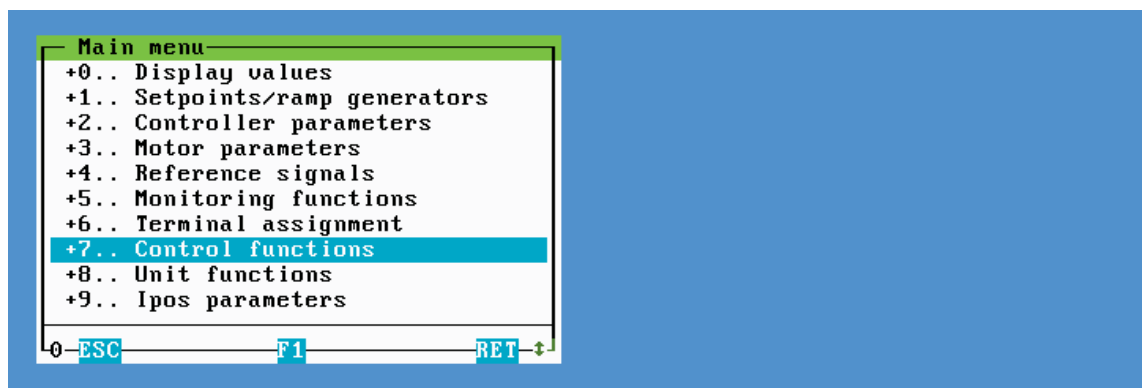 Main menu
+0.. Display values
+1.. Setpoints/ramp generators
+2.. Controller parameters
+3.. Motor parameters
+4.. Reference signals
+5.. Monitoring functions
+6.. Terminal assignment
+7.. Control functions
+8.. Unit functions
+9.. Ipos parameters
0 ESC F1 RET ↕